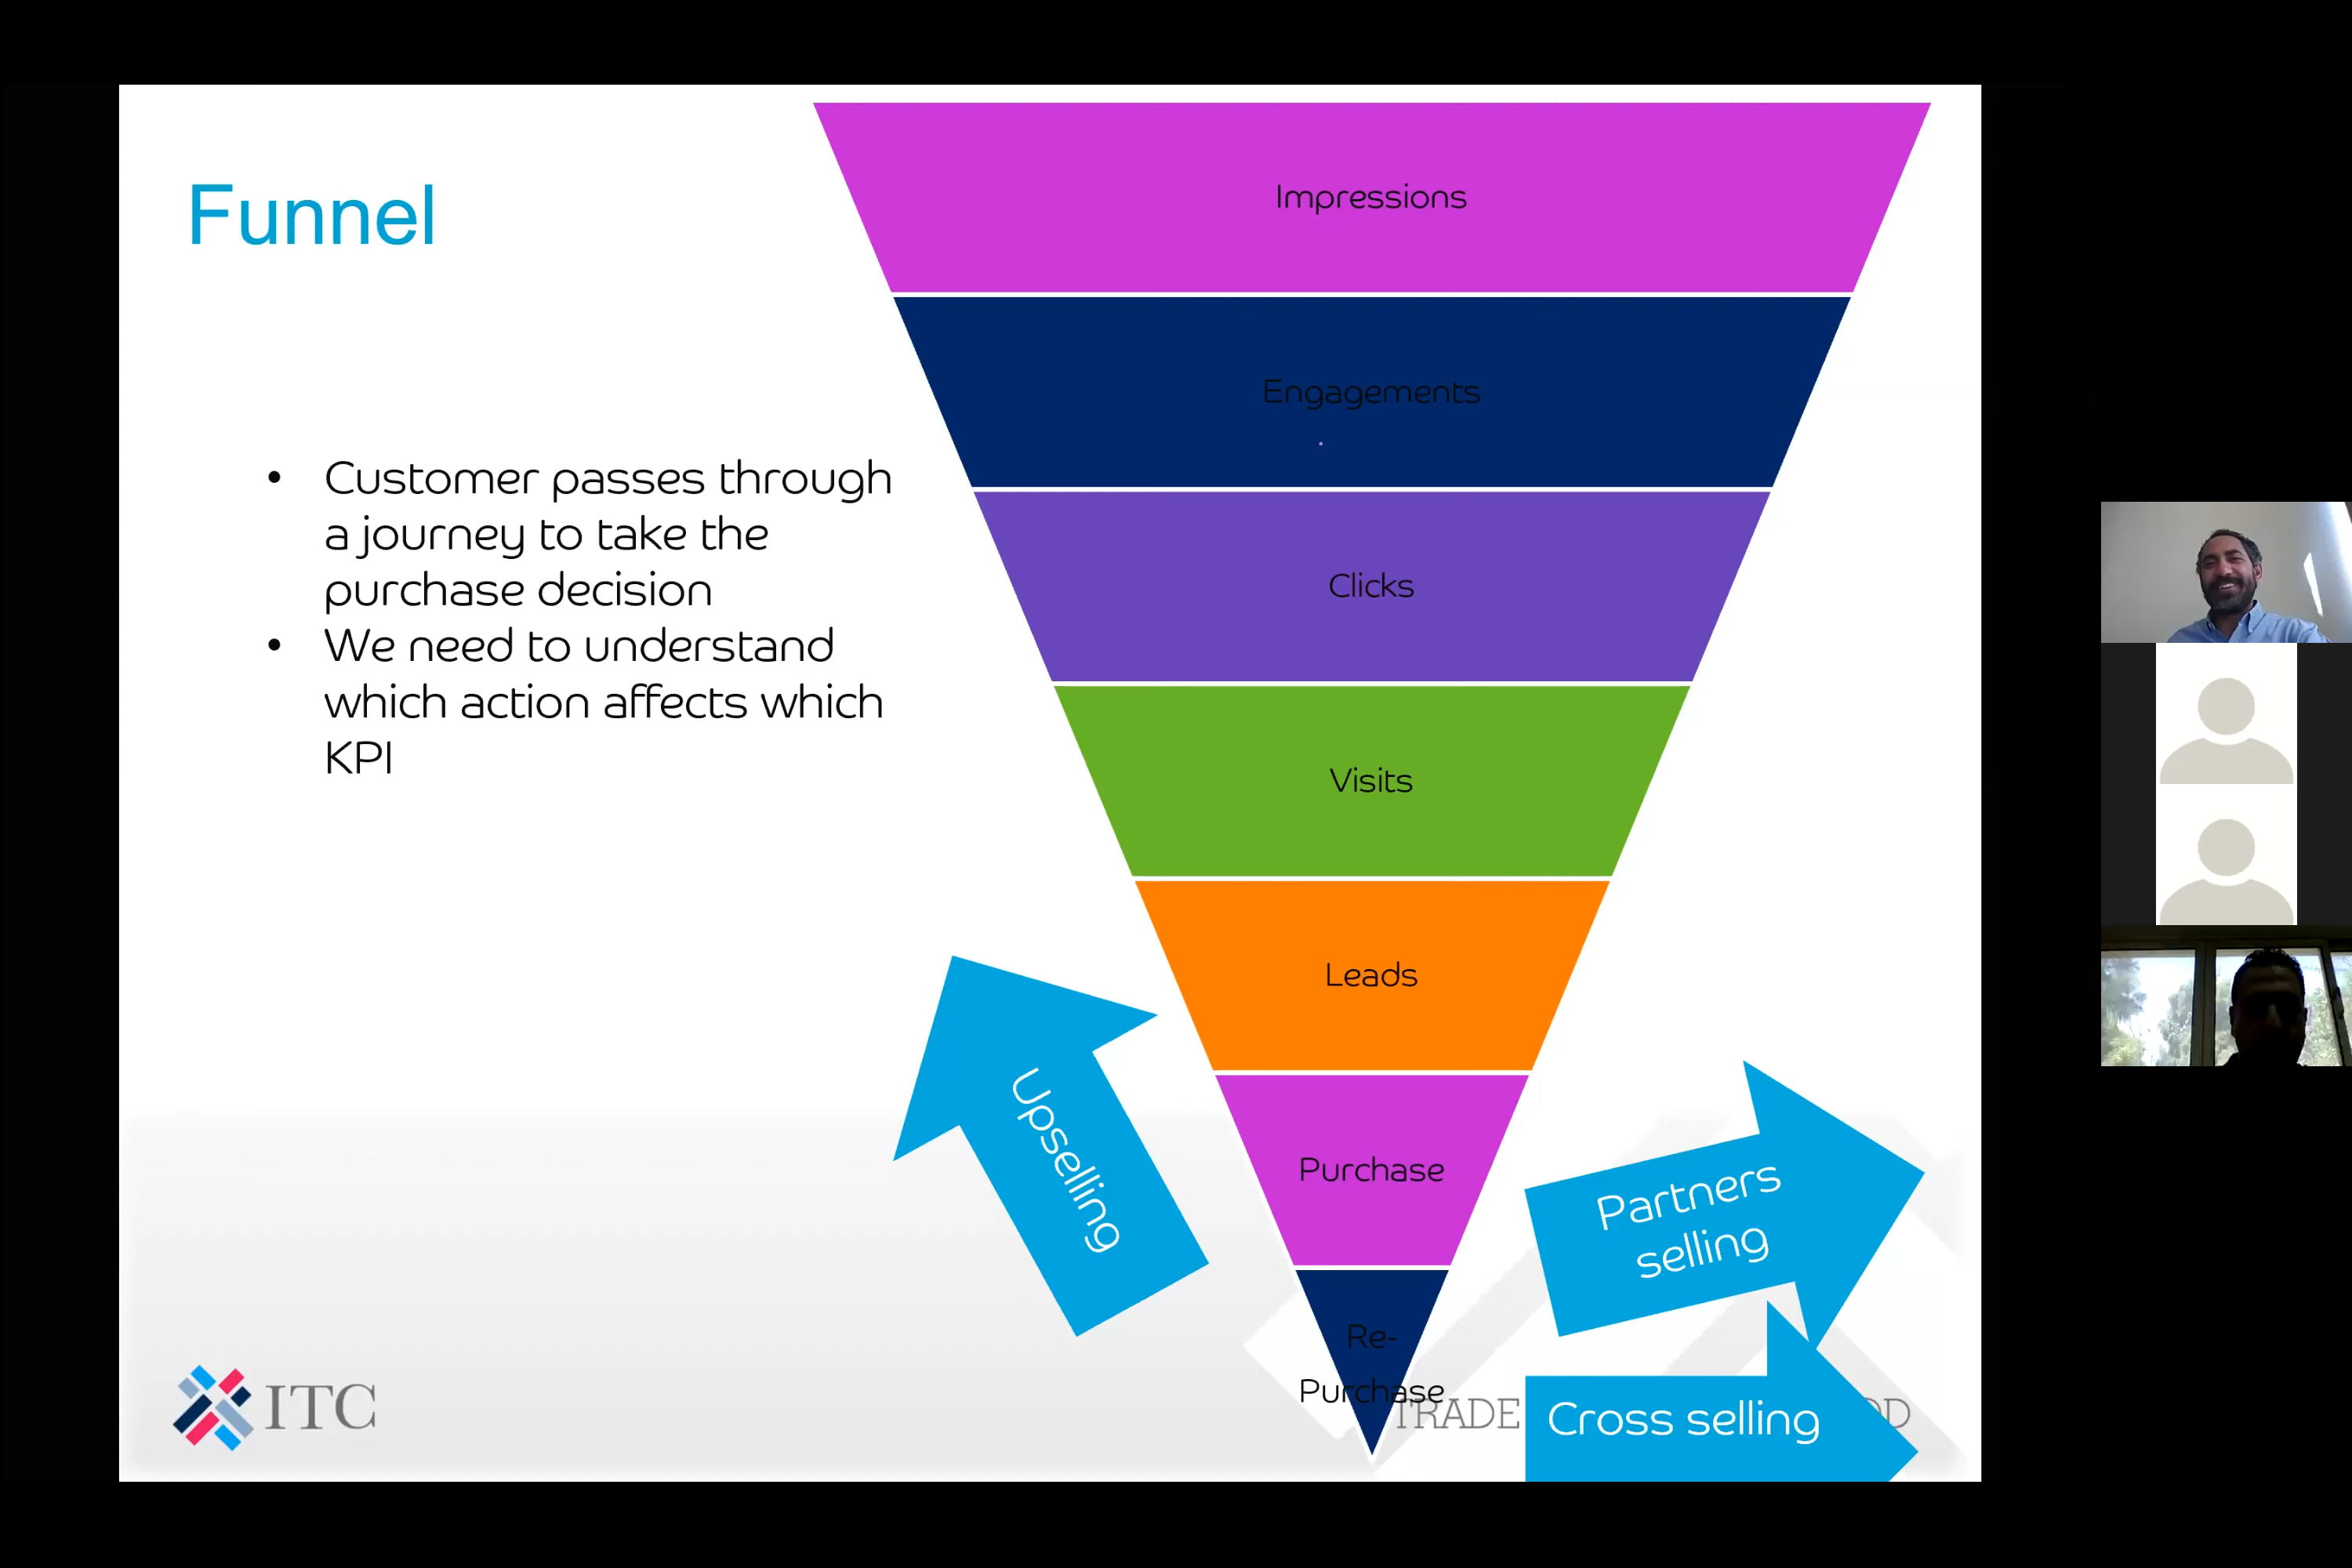 Funnel
• Customer passes through
a journey to take the
purchase decision
• We need to understand
which action affects which
KPI
Impressions
Engagements
Clicks
Visits
Leads
Purchase
Re-
Purchase
Upselling
Partners
selling
Cross selling
ITC
TRADE